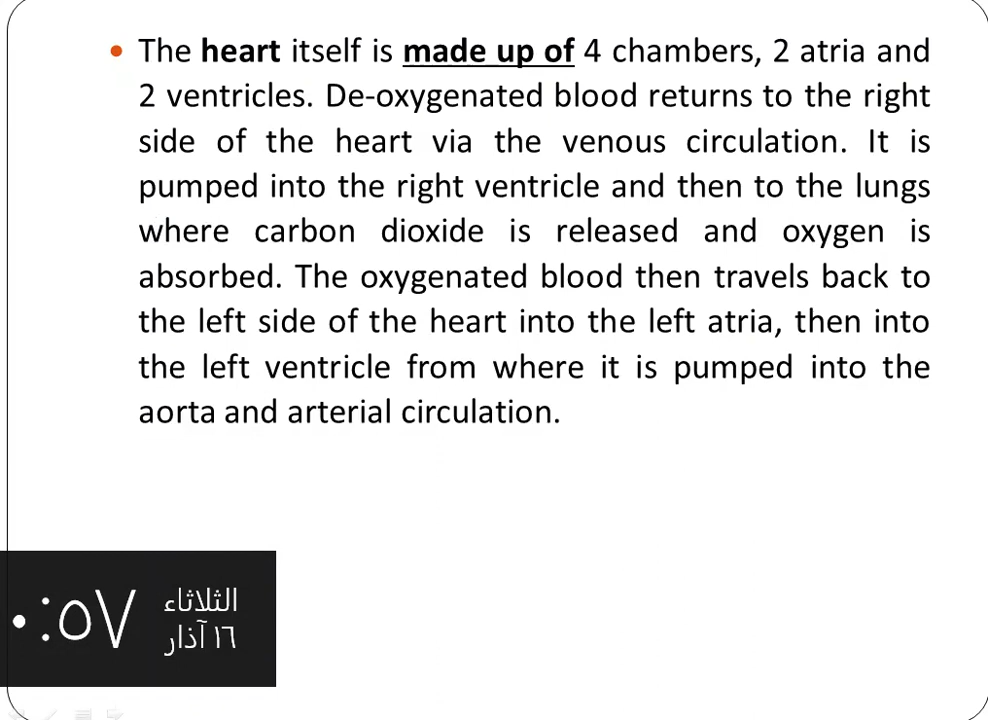 • The heart itself is made up of 4 chambers, 2 atria and
2 ventricles. De-oxygenated blood returns to the right
side of the heart via the venous circulation. It is
pumped into the right ventricle and then to the lungs
where carbon dioxide is released and oxygen is
absorbed. The oxygenated blood then travels back to
the left side of the heart into the left atria, then into
the left ventricle from where it is pumped into the
aorta and arterial circulation.
٠:٥٧
الثلاثاء
١٦ آذار